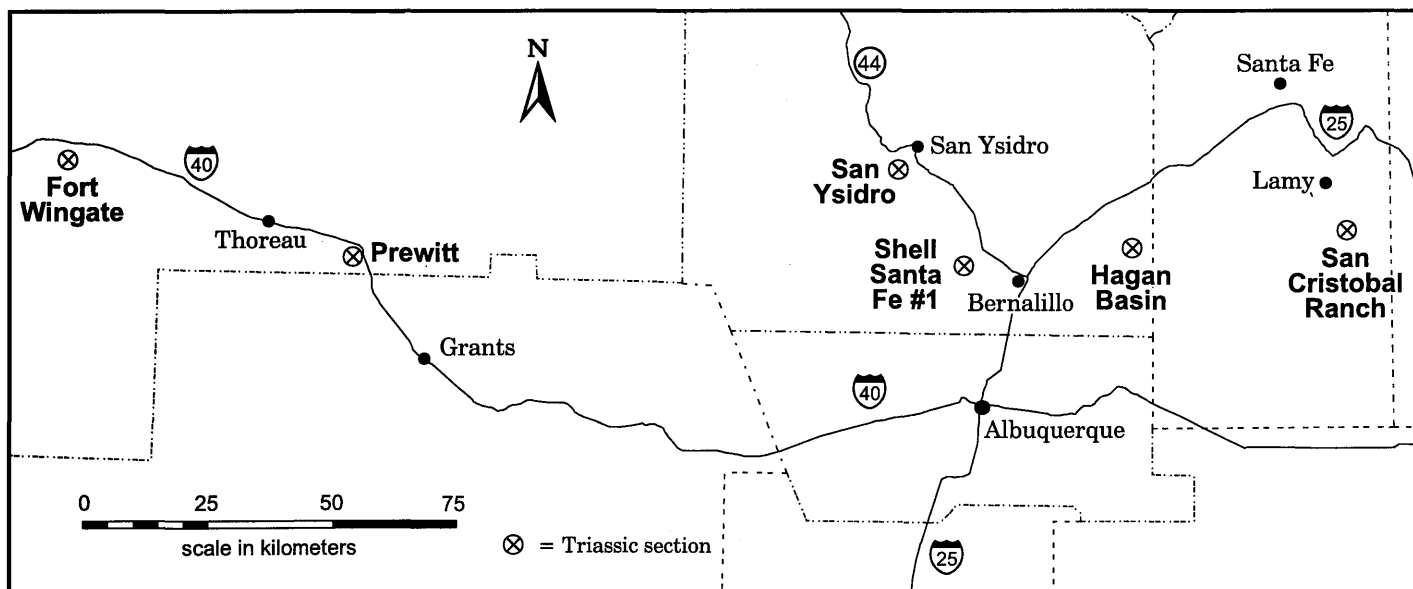 N
44
Santa Fe
25
40
San Ysidro
San
Ysidro
Fort
Wingate
Lamy
Thoreau
Prewitt
Shell
Santa
Fe #1
Bernalillo
Hagan
Basin
San
Cristobal
Ranch
Grants
40
Albuquerque
0 25 50 75
scale in kilometers
= Triassic section
25